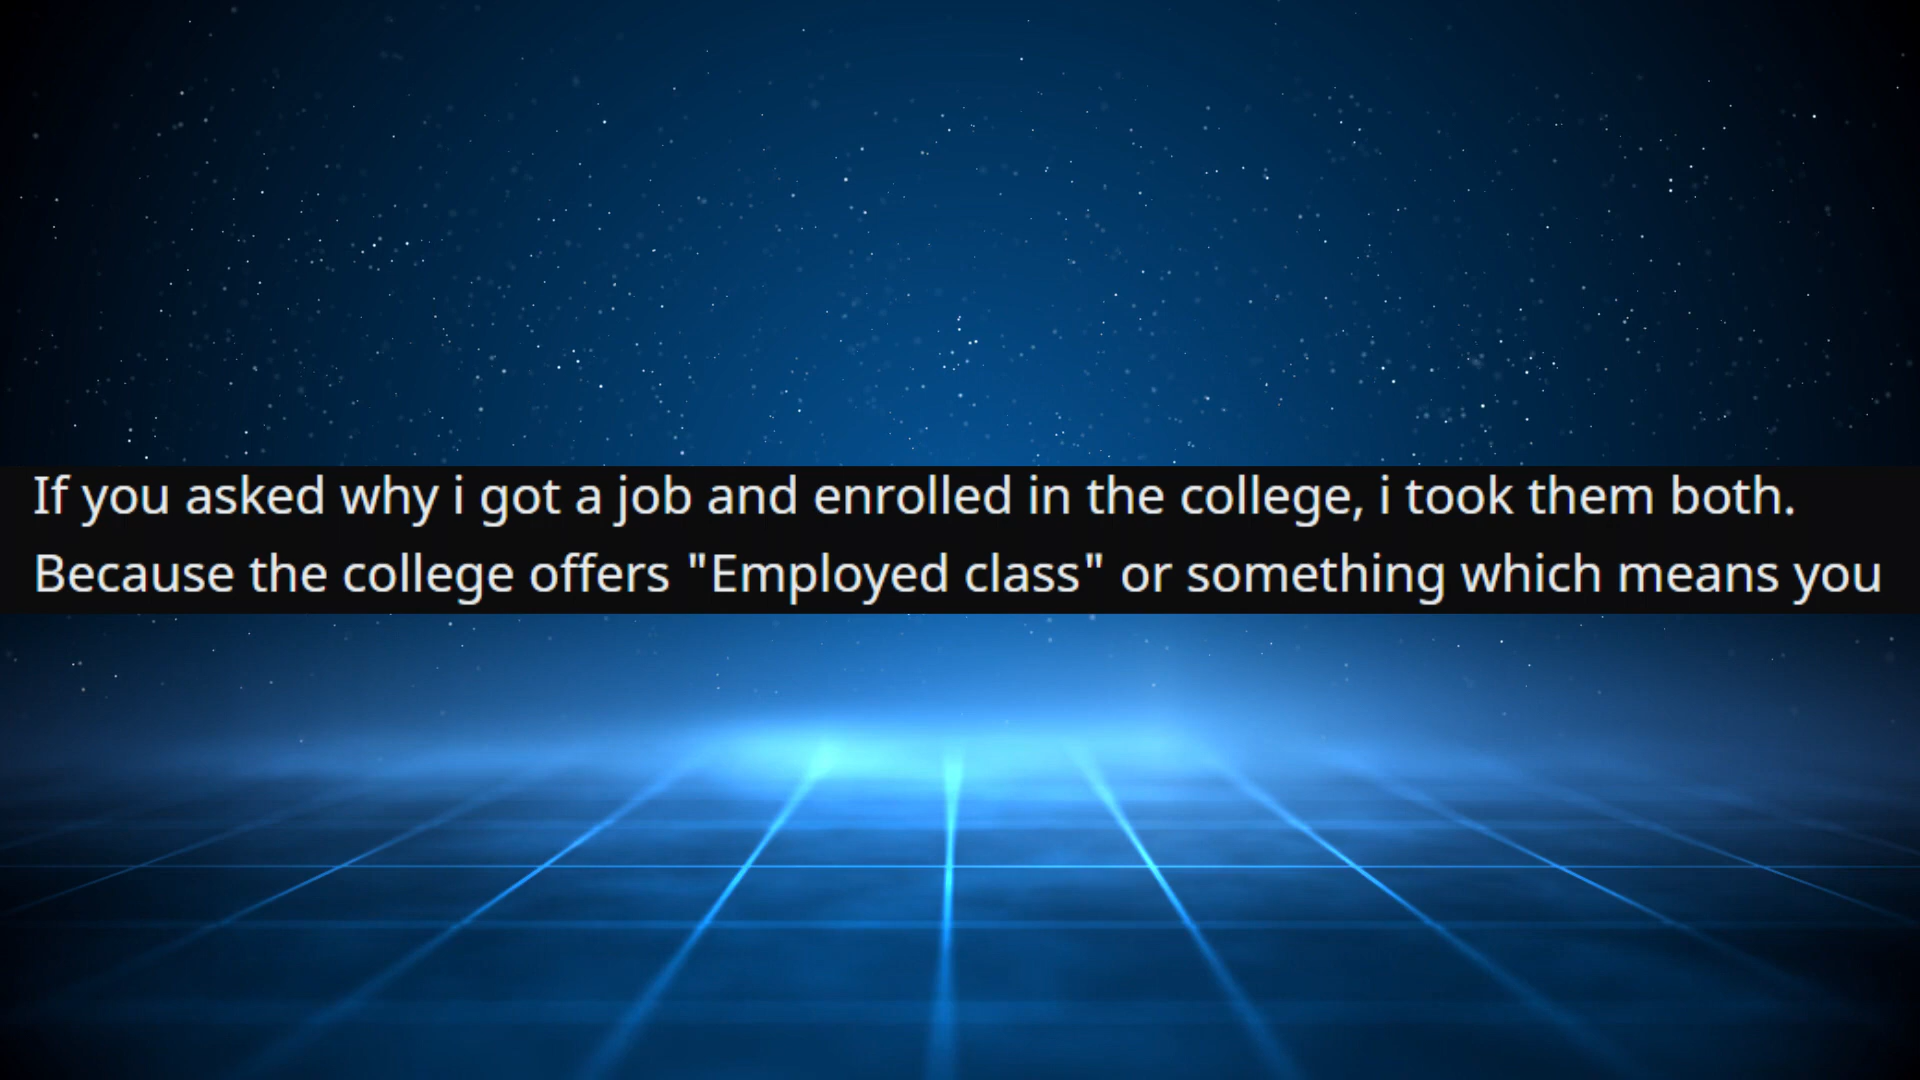 If you asked why i got a job and enrolled in the college, i took them both.
Because the college offers "Employed class" or something which means you